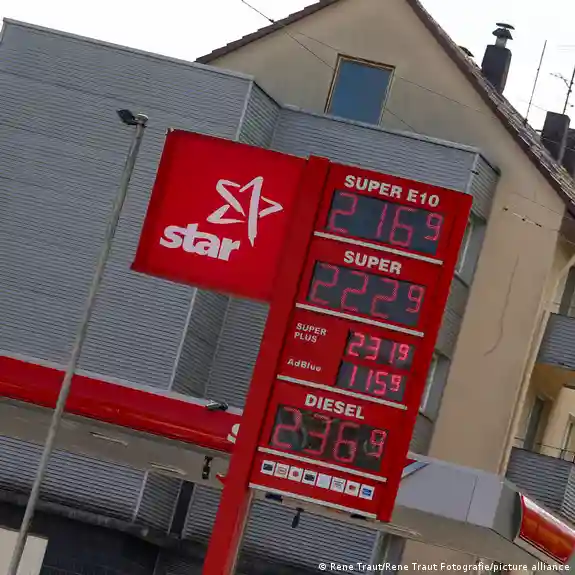 star
SUPER E10
2169
SUPER
2229
SUPER
PLUS
2319
AdBlue
1159
DIESEL
2369
© Rene Traut/Rene Traut Fotografie/picture alliance